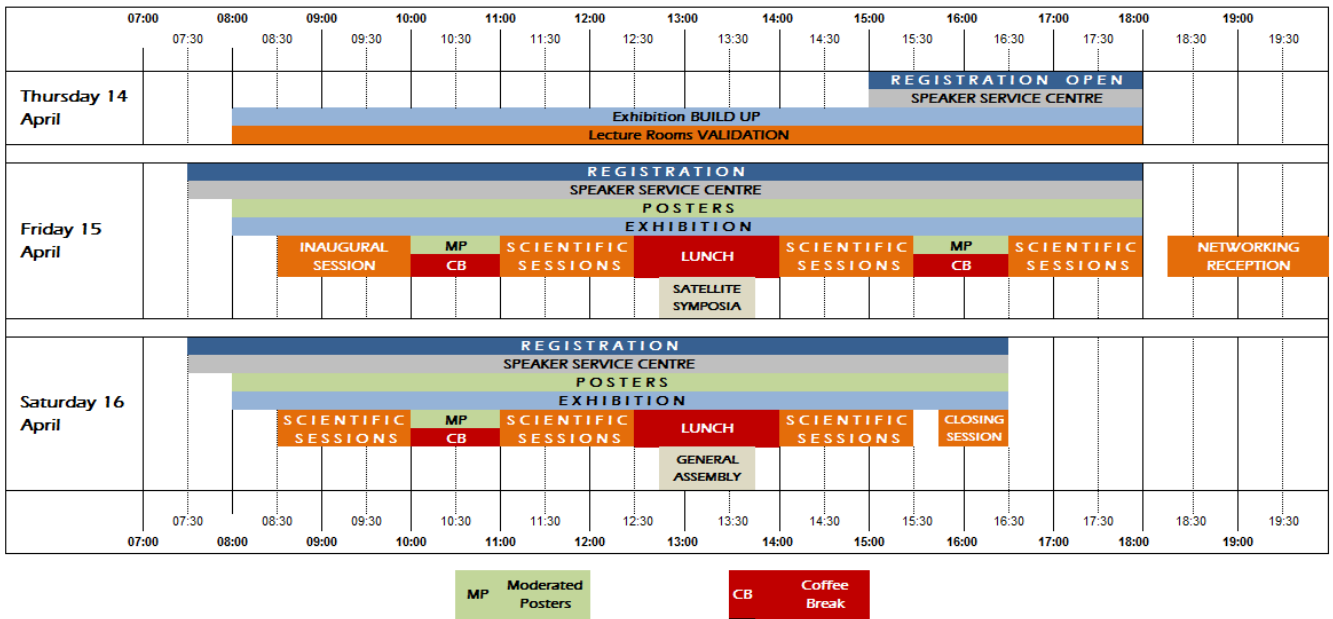 07:00 08:00 09:00 10:00 11:00 12:00 13:00 14:00 15:00 16:00 17:00 18:00 19:00
07:30 08:30 09:30 10:30 11:30 12:30 13:30 14:30 15:30 16:30 17:30 18:30 19:30
Thursday 14
April
REGISTRATION OPEN
SPEAKER SERVICE CENTRE
Exhibition BUILD UP
Lecture Rooms VALIDATION
Friday 15
April
REGISTRATION
SPEAKER SERVICE CENTRE
POSTERS
EXHIBITION
INAUGURAL
SESSION
MP
CB
SCIENTIFIC
SESSIONS
LUNCH
SCIENTIFIC
SESSIONS
MP
CB
SCIENTIFIC
SESSIONS
NETWORKING
RECEPTION
SATELLITE
SYMPOSIA
Saturday 16
April
REGISTRATION
SPEAKER SERVICE CENTRE
POSTERS
EXHIBITION
SCIENTIFIC
SESSIONS
MP
CB
SCIENTIFIC
SESSIONS
LUNCH
SCIENTIFIC
SESSIONS
CLOSING
SESSION
GENERAL
ASSEMBLY
07:30 08:30 09:30 10:30 11:30 12:30 13:30 14:30 15:30 16:30 17:30 18:30 19:30
07:00 08:00 09:00 10:00 11:00 12:00 13:00 14:00 15:00 16:00 17:00 18:00 19:00
MP
Moderated
Posters
CB
Coffee
Break